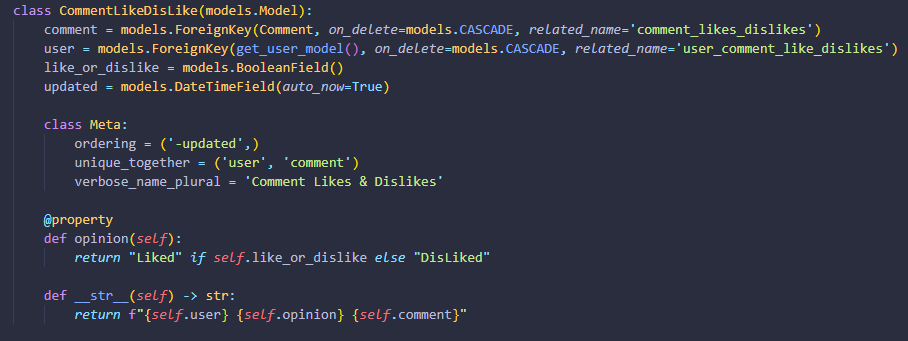 class CommentLikeDisLike(models.Model):
    comment = models.ForeignKey(Comment, on_delete=models.CASCADE, related_name='comment_likes_dislikes')
    user = models.ForeignKey(get_user_model(), on_delete=models.CASCADE, related_name='user_comment_like_dislikes')
    like_or_dislike = models.BooleanField()
    updated = models.DateTimeField(auto_now=True)

    class Meta:
        ordering = ('-updated',)
        unique_together = ('user', 'comment')
        verbose_name_plural = 'Comment Likes & Dislikes'

    @property
    def opinion(self):
        return "Liked" if self.like_or_dislike else "DisLiked"

    def __str__(self) -> str:
        return f"{self.user} {self.opinion} {self.comment}"